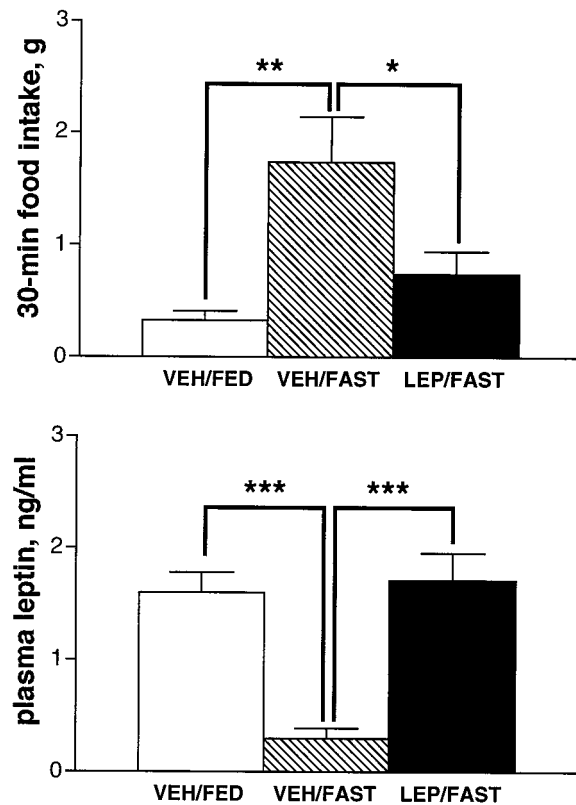 3
** *
2
30-min food intake, g
1
0
VEH/FED VEH/FAST LEP/FAST
3
*** ***
2
plasma leptin, ng/ml
1
0
VEH/FED VEH/FAST LEP/FAST